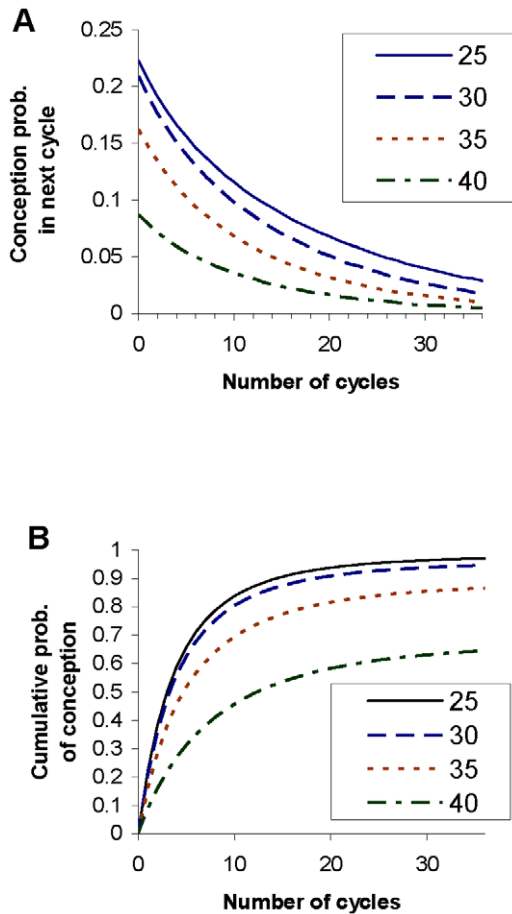 A
0.25
0.2
0.15
0.1
0.05
0
Conception prob.
in next cycle
25
30
35
40
0 10 20 30
Number of cycles
B
1
0.9
0.8
0.7
0.6
0.5
0.4
0.3
0.2
0.1
0
Cumulative prob.
of conception
25
30
35
40
0 10 20 30
Number of cycles